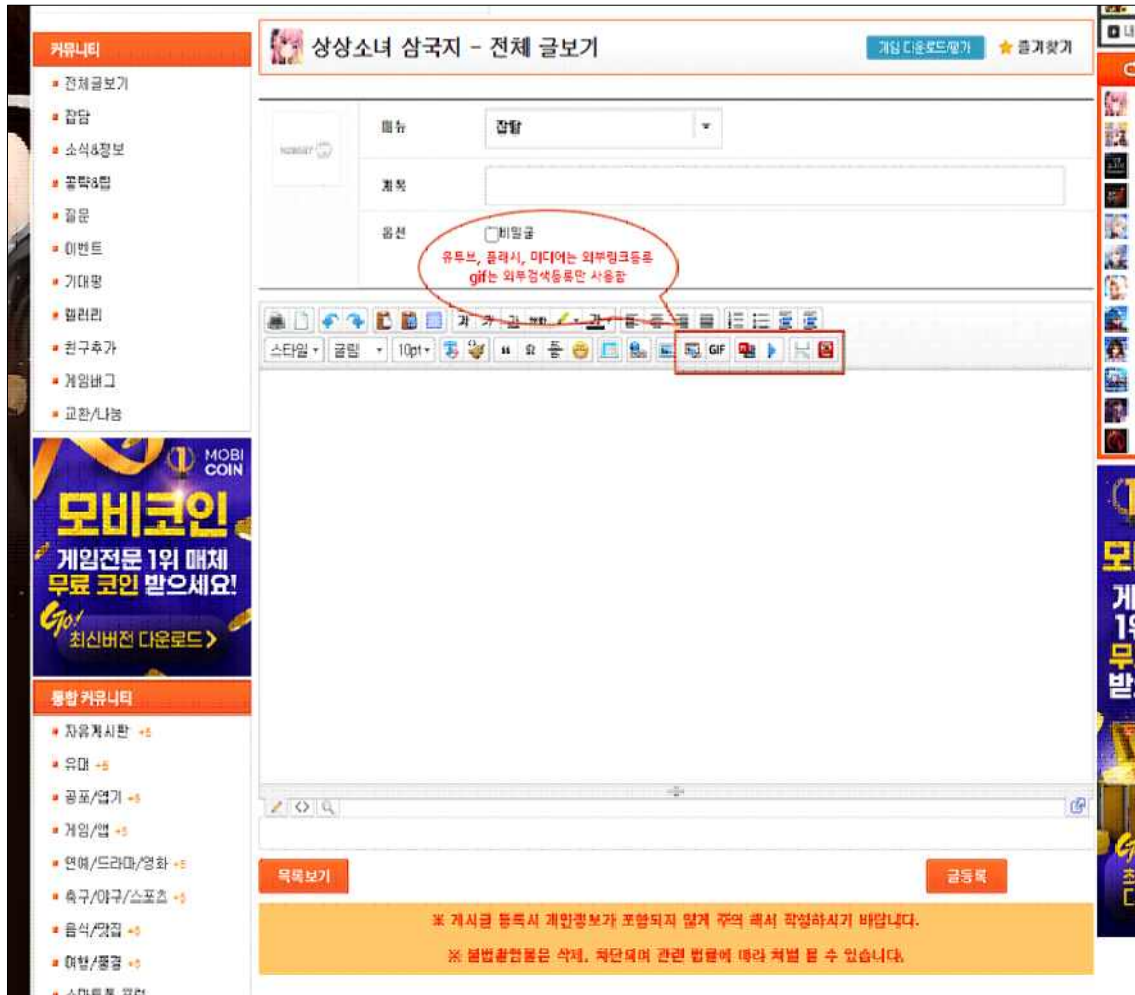 커뮤니티
전체글보기
잡담
소식&정보
공략&팁
질문
이벤트
기대평
갤러리
친구추가
게임버그
교환/나눔
MOBI
COIN
모비코인
게임전문 1위 매체
무료 코인 받으세요!
Go!
최신버전 다운로드
통합 커뮤니티
자유게시판 +5
유머 +5
공포/엽기 +5
게임/앱 +5
연예/드라마/영화 +5
축구/야구/스포츠 +5
음식/맛집 +5
여행/풍경 +5
상상소녀 삼국지 - 전체 글보기
게임 다운로드/평가
즐겨찾기
메뉴
잡담
제목
옵션
비밀글
유투브, 플래시, 미디어는 외부링크등록
gif는 외부검색등록만 사용함
스타일
굴림
10pt
GIF
목록보기
글등록
※ 게시글 등록시 개인정보가 포함되지 않게 주의 해서 작성하시기 바랍니다.
※ 불법촬영물은 삭제, 차단되며 관련 법률에 따라 처벌 될 수 있습니다.